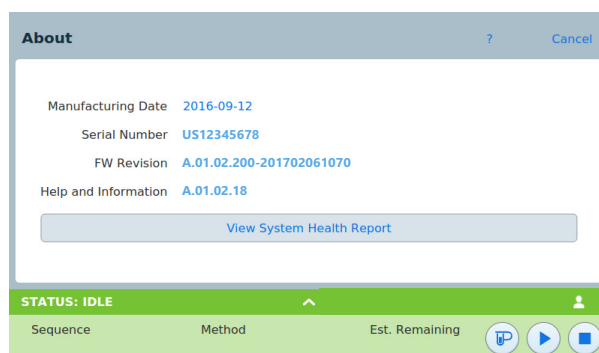 About ? Cancel
Manufacturing Date 2016-09-12
Serial Number US12345678
FW Revision A.01.02.200-201702061070
Help and Information A.01.02.18
View System Health Report
STATUS: IDLE
Sequence Method Est. Remaining